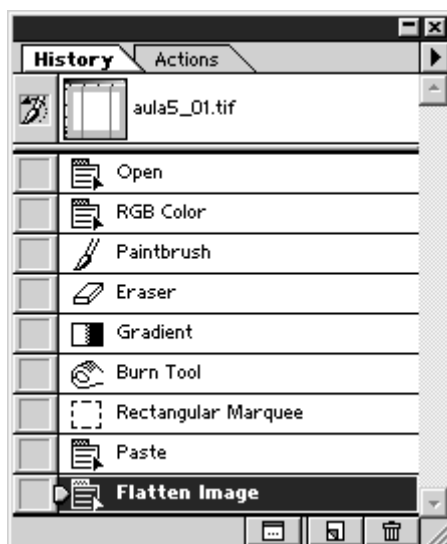 History Actions
aula5_01.tif
Open
RGB Color
Paintbrush
Eraser
Gradient
Burn Tool
Rectangular Marquee
Paste
Flatten Image